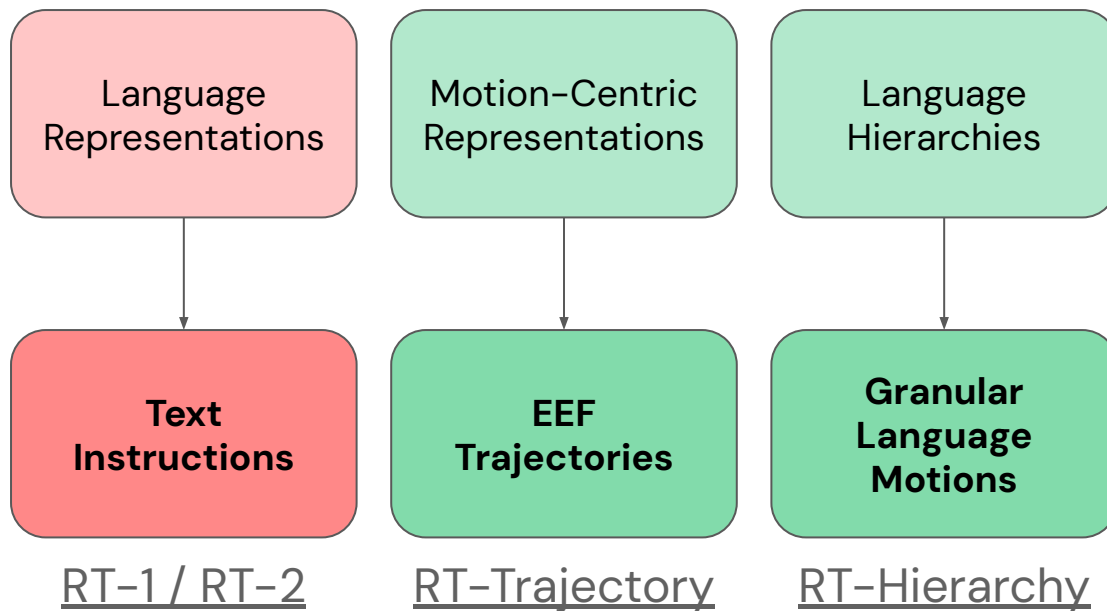 Language
Representations
Motion-Centric
Representations
Language
Hierarchies
Text
Instructions
EEF
Trajectories
Granular
Language
Motions
RT-1 / RT-2
RT-Trajectory
RT-Hierarchy